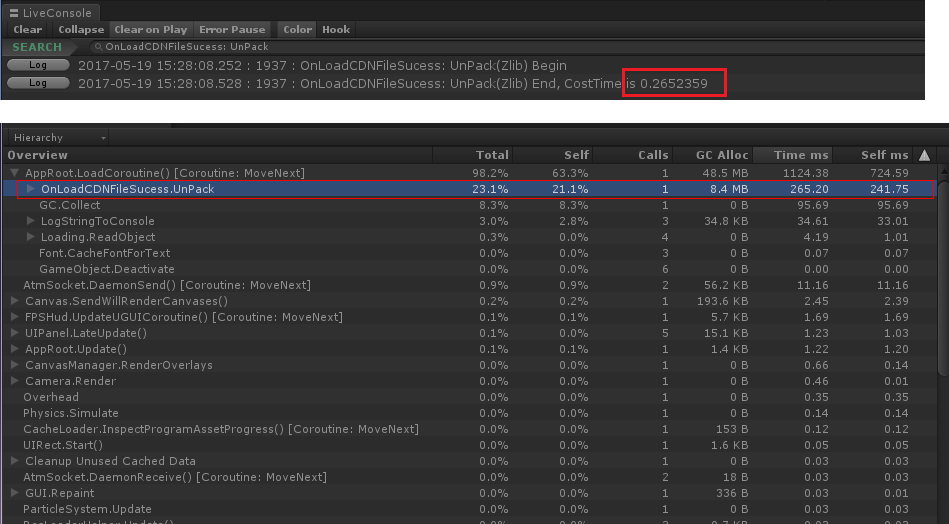 LiveConsole
Clear Collapse Clear on Play Error Pause Color Hook
SEARCH OnLoadCDNFileSucess: UnPack
Log 2017-05-19 15:28:08.252 : 1937 : OnLoadCDNFileSucess: UnPack(Zlib) Begin
Log 2017-05-19 15:28:08.528 : 1937 : OnLoadCDNFileSucess: UnPack(Zlib) End, CostTime is 0.2652359
Hierarchy
Overview Total Self Calls GC Alloc Time ms Self ms
AppRoot.LoadCoroutine() [Coroutine: MoveNext] 98.2% 63.3% 1 48.5 MB 1124.38 724.59
OnLoadCDNFileSucess.UnPack 23.1% 21.1% 1 8.4 MB 265.20 241.75
GC.Collect 8.3% 8.3% 1 0 B 95.69 95.69
LogStringToConsole 3.0% 2.8% 3 34.8 KB 34.61 33.01
Loading.ReadObject 0.3% 0.0% 4 0 B 4.19 1.01
Font.CacheFontForText 0.0% 0.0% 3 0 B 0.07 0.07
GameObject.Deactivate 0.0% 0.0% 6 0 B 0.00 0.00
AtmSocket.DaemonSend() [Coroutine: MoveNext] 0.9% 0.9% 2 56.2 KB 11.16 11.16
Canvas.SendWillRenderCanvases() 0.2% 0.2% 1 193.6 KB 2.45 2.39
FPSHud.UpdateUGUICoroutine() [Coroutine: MoveNext] 0.1% 0.1% 1 5.7 KB 1.69 1.69
UIPanel.LateUpdate() 0.1% 0.0% 5 15.1 KB 1.23 1.03
AppRoot.Update() 0.1% 0.1% 1 1.4 KB 1.22 1.20
CanvasManager.RenderOverlays 0.0% 0.0% 1 0 B 0.66 0.14
Camera.Render 0.0% 0.0% 1 0 B 0.46 0.01
Overhead 0.0% 0.0% 1 0 B 0.35 0.35
Physics.Simulate 0.0% 0.0% 1 0 B 0.14 0.14
CacheLoader.InspectProgramAssetProgress() [Coroutine: MoveNext] 0.0% 0.0% 1 153 B 0.12 0.12
UIRect.Start() 0.0% 0.0% 1 1.6 KB 0.05 0.05
Cleanup Unused Cached Data 0.0% 0.0% 1 0 B 0.03 0.03
AtmSocket.DaemonReceive() [Coroutine: MoveNext] 0.0% 0.0% 2 18 B 0.03 0.03
GUI.Repaint 0.0% 0.0% 1 336 B 0.03 0.01
ParticleSystem.Update 0.0% 0.0% 1 0 B 0.03 0.03